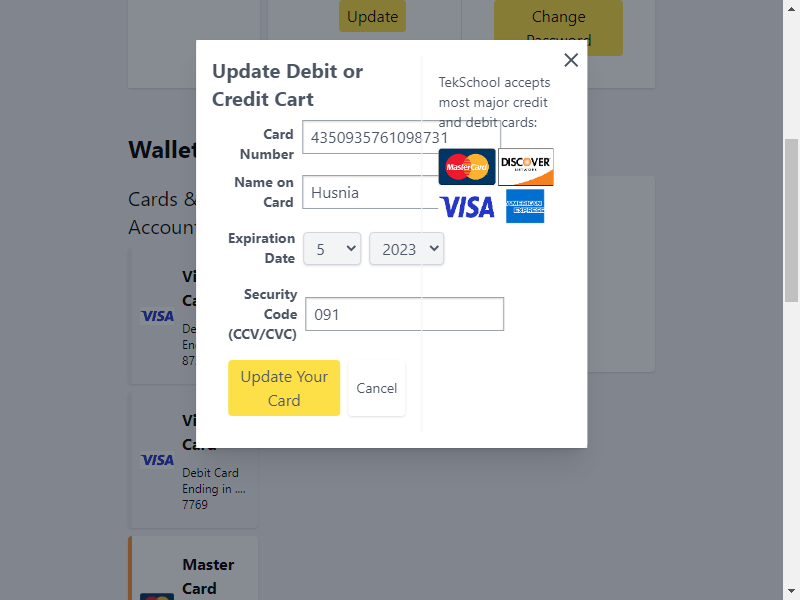 Update
Change
Password
Update Debit or
Credit Cart
Card
Number
4350935761098731
Name on
Card
Husnia
Expiration
Date
5
2023
Security
Code
(CCV/CVC)
091
Update Your
Card
Cancel
TekSchool accepts
most major credit
and debit cards:
MasterCard
DISCOVER
NETWORK
VISA
AMERICAN
EXPRESS
Wallet
Cards &
Accoun
Vi
Ca
VISA
De
En
87
Vi
Card
VISA
Debit Card
Ending in ....
7769
Master
Card